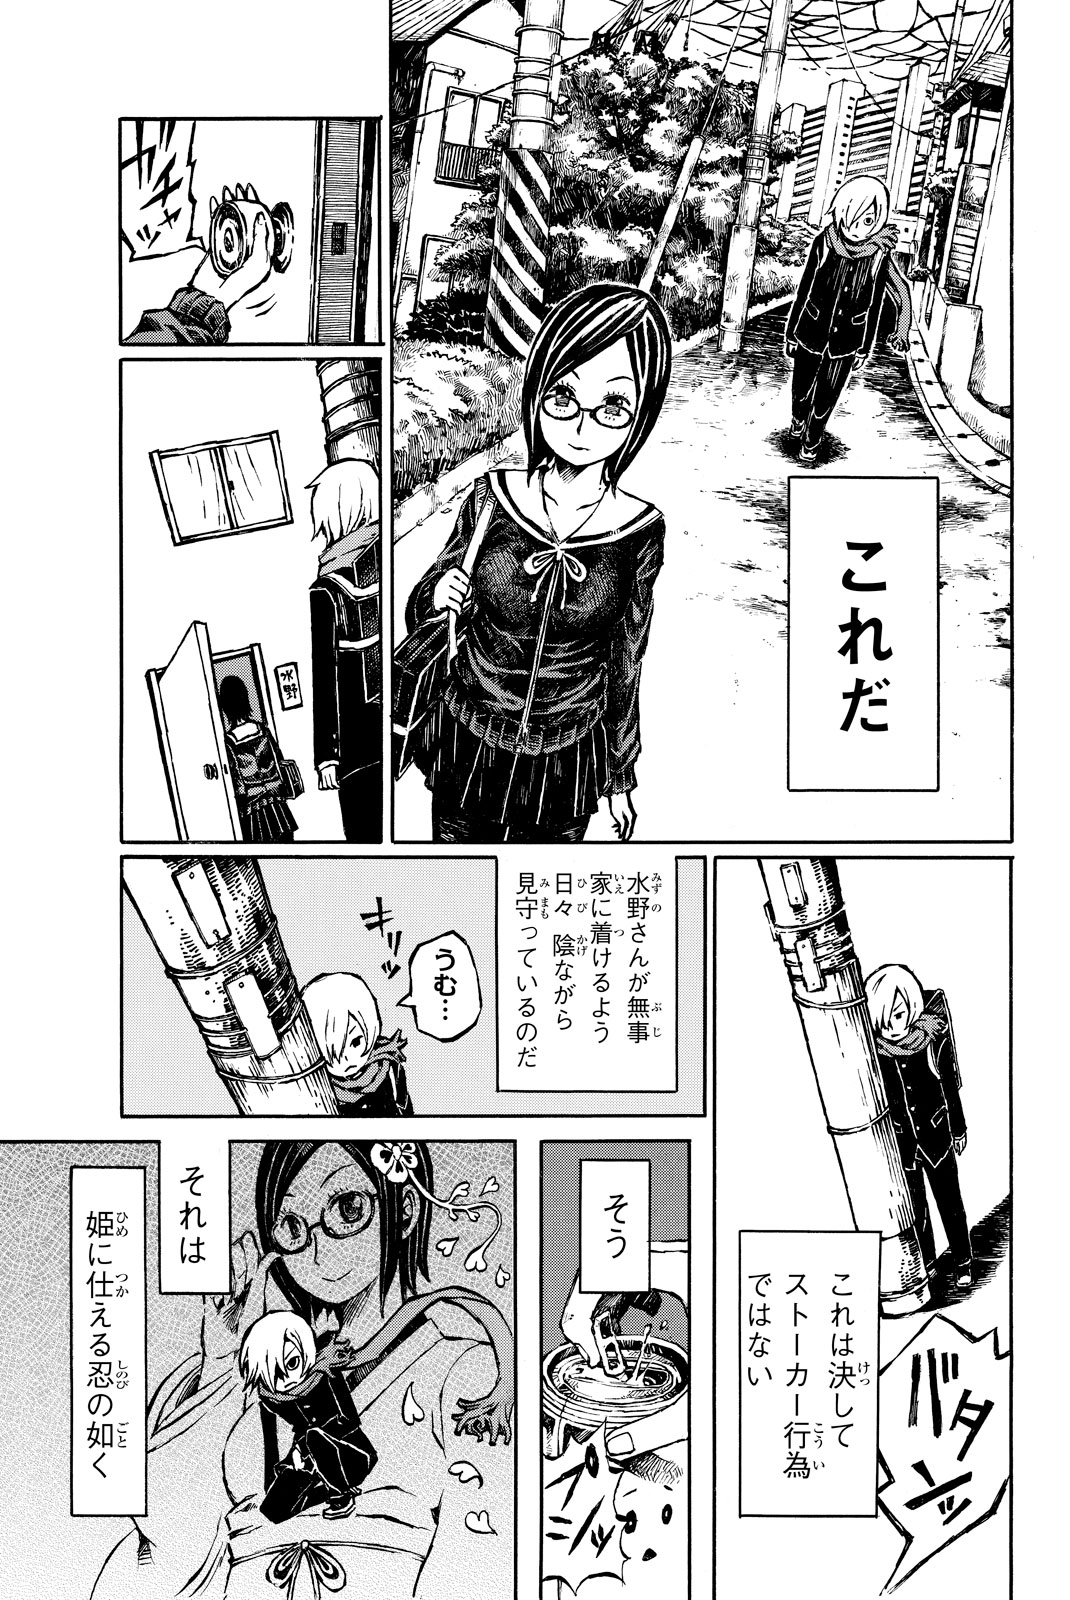 これだ
ガチャッ
水野
バタンッ
これは決して
ストーカー行為
ではない
水野さんが無事
家に着けるよう
日々 陰ながら
見守っているのだ
うむ…
キリッ
そう
プシッ
それは
姫に仕える忍の如く